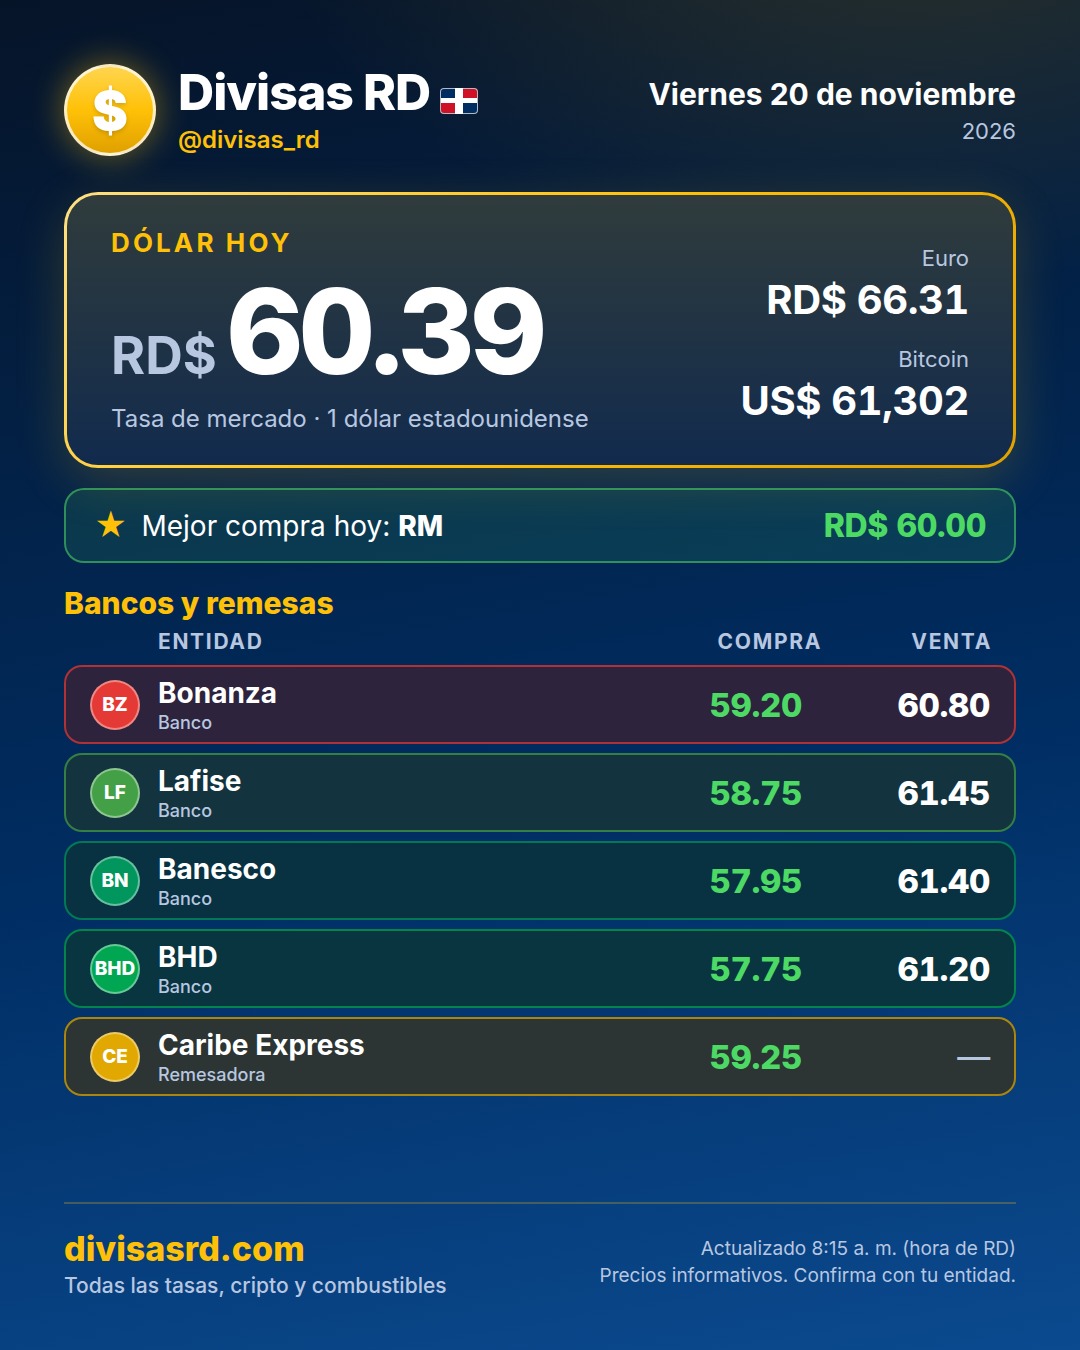 $
Divisas RD
@divisas_rd
Viernes 20 de noviembre
2026
DÓLAR HOY
RD$ 60.39
Tasa de mercado · 1 dólar estadounidense
Euro
RD$ 66.31
Bitcoin
US$ 61,302
★ Mejor compra hoy: RM RD$ 60.00
Bancos y remesas
ENTIDAD COMPRA VENTA
BZ Bonanza 59.20 60.80
Banco
LF Lafise 58.75 61.45
Banco
BN Banesco 57.95 61.40
Banco
BHD BHD 57.75 61.20
Banco
CE Caribe Express 59.25 —
Remesadora
divisasrd.com
Todas las tasas, cripto y combustibles
Actualizado 8:15 a. m. (hora de RD)
Precios informativos. Confirma con tu entidad.